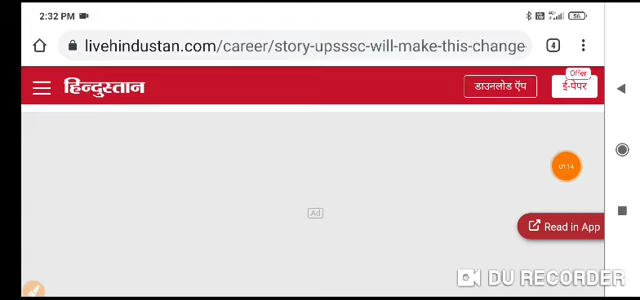 2:32 PM 56
livehindustan.com/career/story-upsssc-will-make-this-change- 4
हिन्दुस्तान डाउनलोड ऐप Offer ई-पेपर
01:14
Ad
Read in App
DU RECORDER